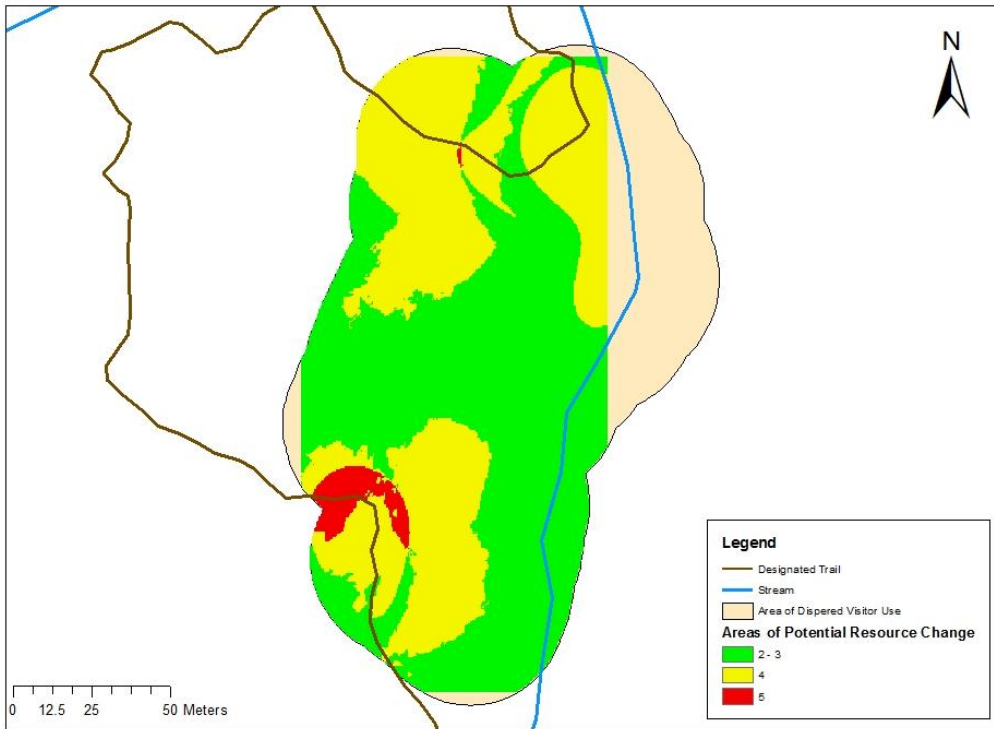 N
Legend
Designated Trail
Stream
Area of Dispered Visitor Use
Areas of Potential Resource Change
2 - 3
4
5
0 12.5 25 50 Meters